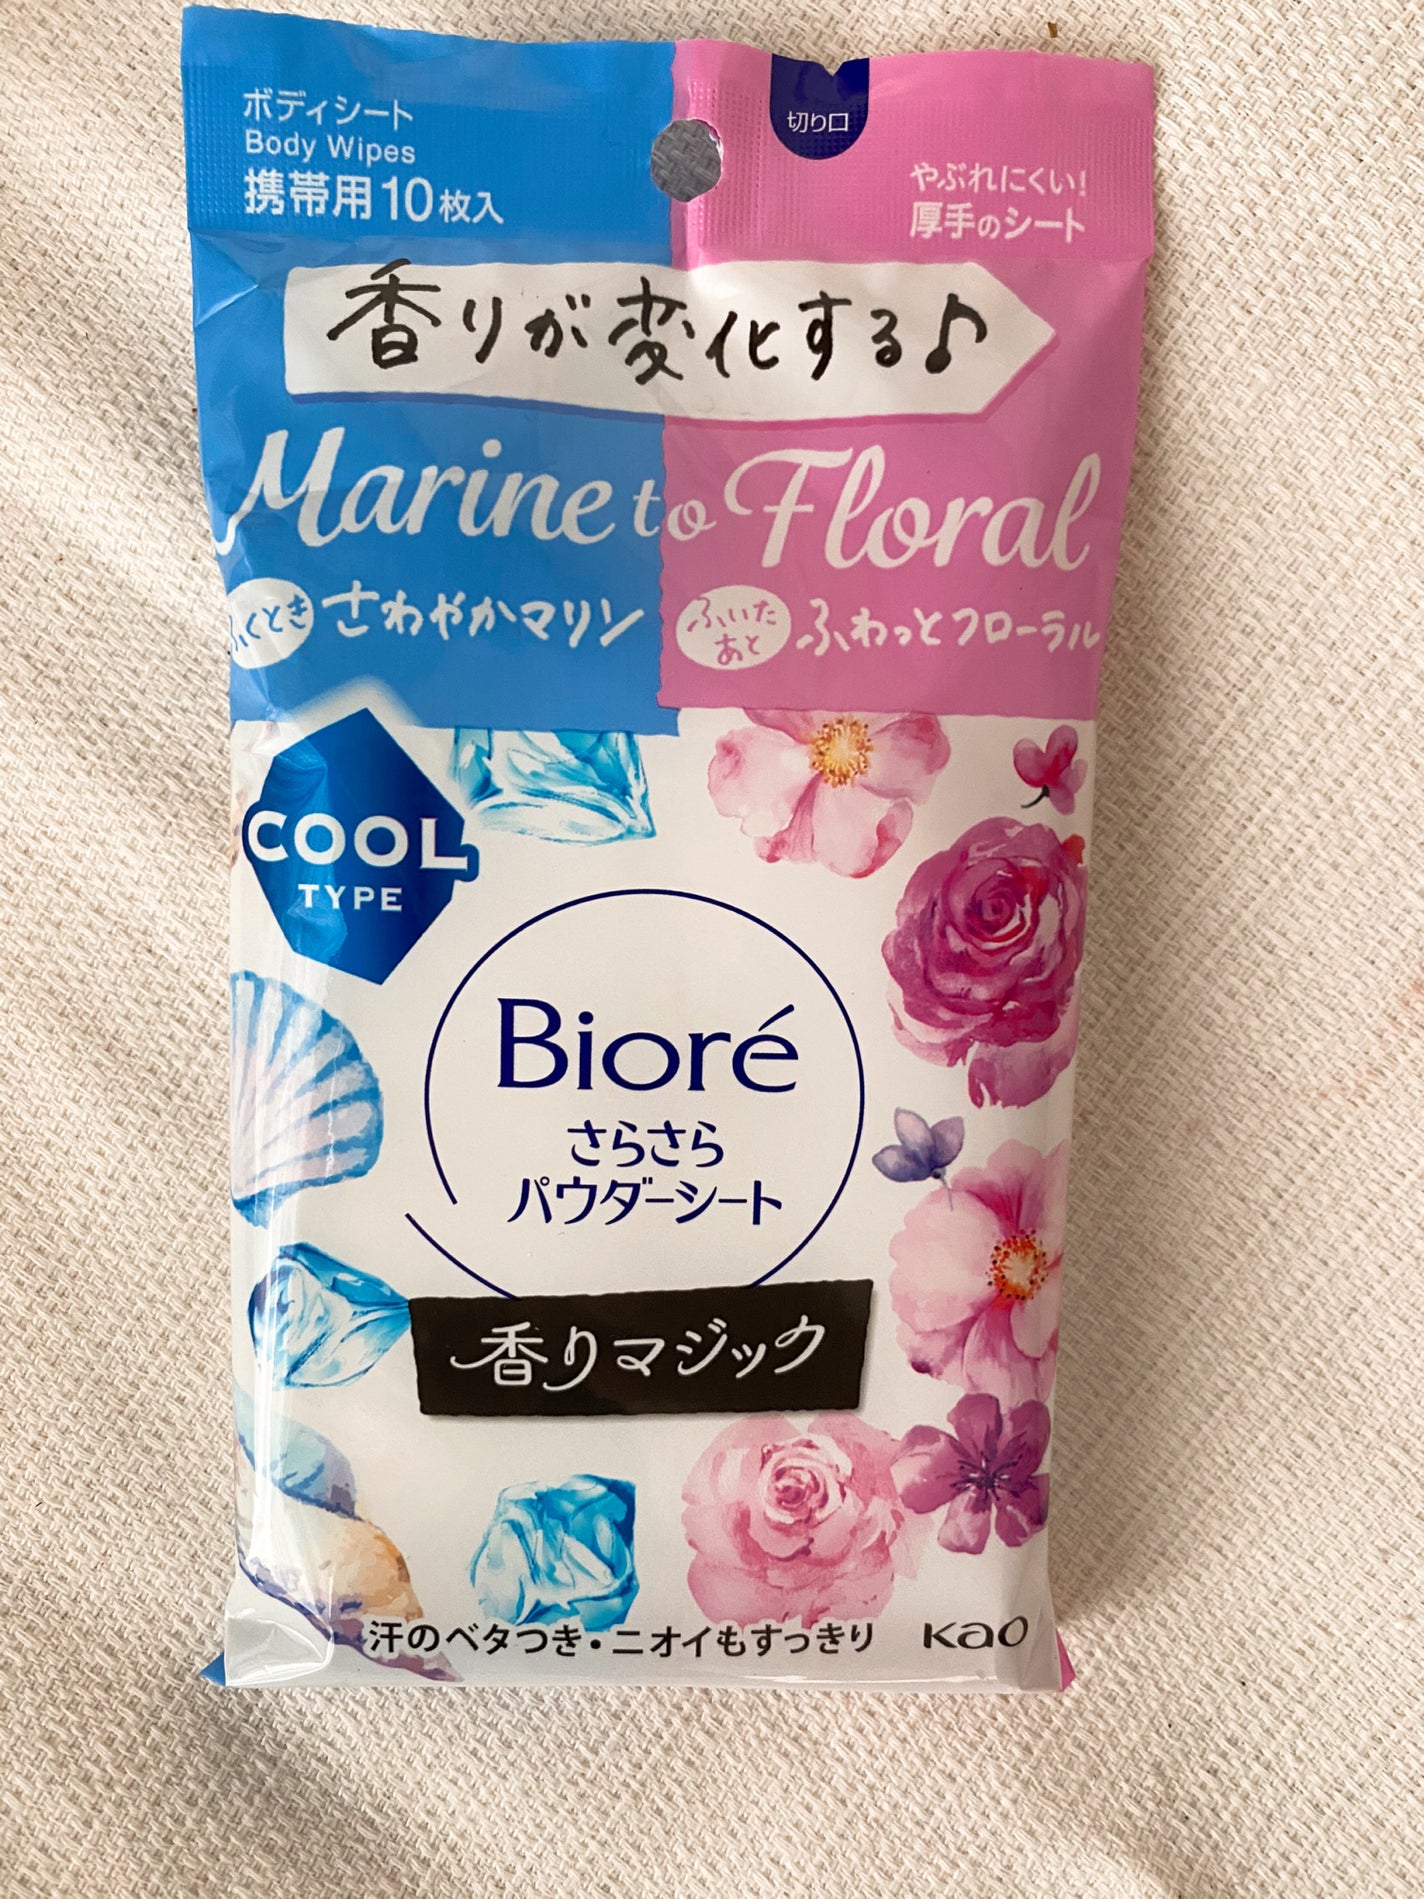 ボディシート
Body Wipes
携帯用10枚入
切り口
やぶれにくい!
厚手のシート
香りが変化する♪
Marine to Floral
ふくとき さわやかマリン
ふいたあと ふわっとフローラル
COOL
TYPE
Bioré
さらさら
パウダーシート
香りマジック
汗のベタつき・ニオイもすっきり
Kao